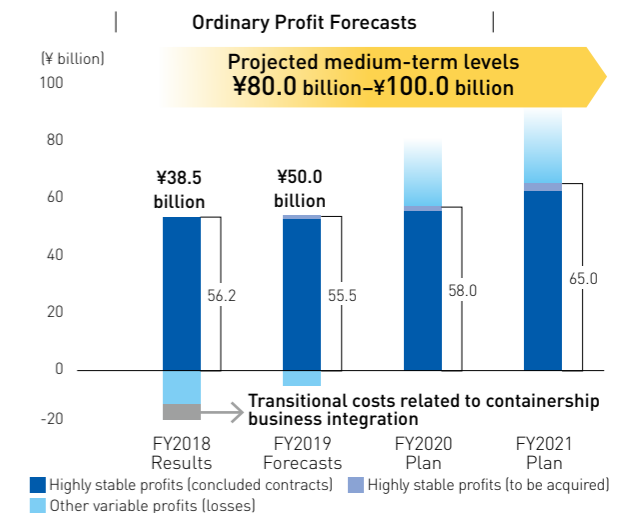 Ordinary Profit Forecasts
(¥ billion)
Projected medium-term levels
¥80.0 billion–¥100.0 billion
100
80
60
40
20
0
-20
¥38.5
billion
¥50.0
billion
56.2
55.5
58.0
65.0
Transitional costs related to containership
business integration
FY2018
Results
FY2019
Forecasts
FY2020
Plan
FY2021
Plan
Highly stable profits (concluded contracts)
Highly stable profits (to be acquired)
Other variable profits (losses)